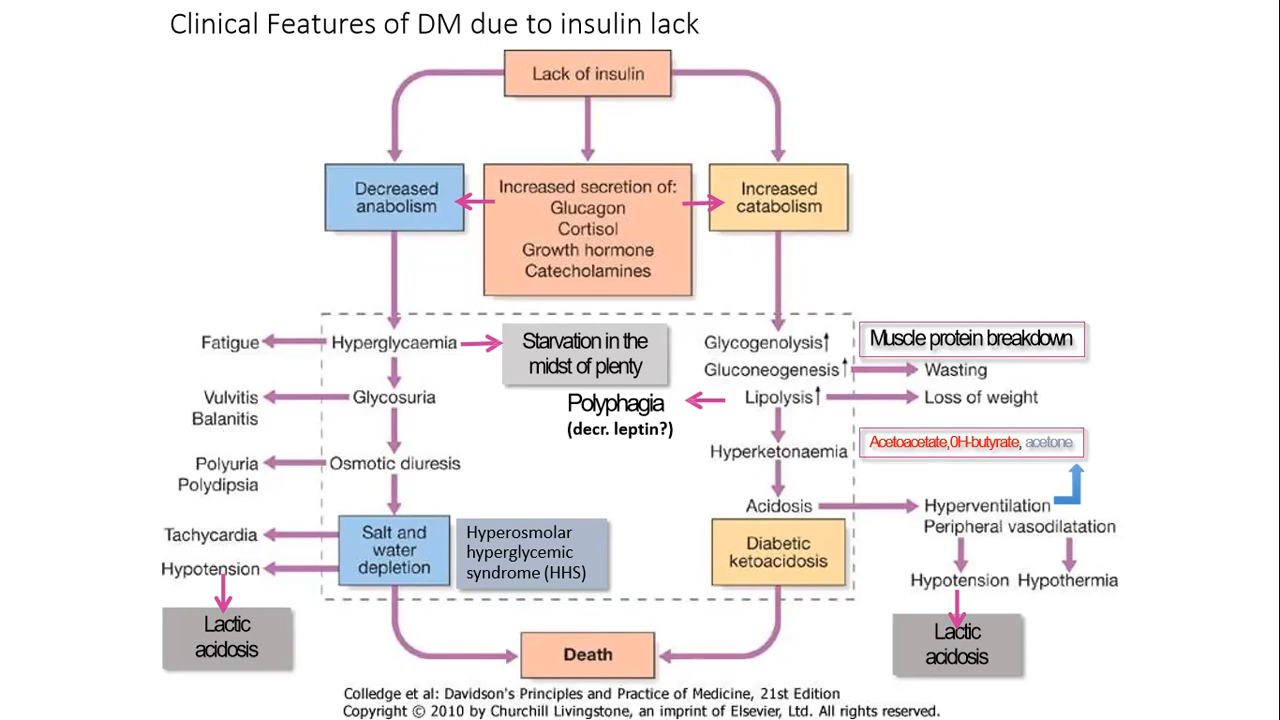 Clinical Features of DM due to insulin lack
Lack of insulin
Decreased
anabolism
Increased secretion of:
Glucagon
Cortisol
Growth hormone
Catecholamines
Increased
catabolism
Fatigue
Hyperglycaemia
Starvation in the
midst of plenty
Glycogenolysis↑
Muscle protein breakdown
Gluconeogenesis↑
Wasting
Vulvitis
Balanitis
Glycosuria
Polyphagia
(decr. leptin?)
Lipolysis↑
Loss of weight
Hyperketonaemia
Acetoacetate,0H-butyrate, acetone
Polyuria
Polydipsia
Osmotic diuresis
Acidosis
Hyperventilation
Peripheral vasodilatation
Tachycardia
Hypotension
Salt and
water
depletion
Hyperosmolar
hyperglycemic
syndrome (HHS)
Diabetic
ketoacidosis
Hypotension
Hypothermia
Lactic
acidosis
Death
Lactic
acidosis
Colledge et al: Davidson's Principles and Practice of Medicine, 21st Edition
Copyright © 2010 by Churchill Livingstone, an imprint of Elsevier, Ltd. All rights reserved.